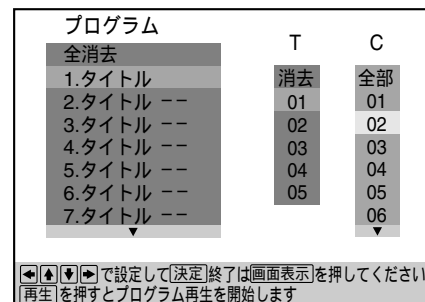 プログラム
全消去
1.タイトル
2.タイトル −−
3.タイトル −−
4.タイトル −−
5.タイトル −−
6.タイトル −−
7.タイトル −−
▼
T
消去
01
02
03
04
05
C
全部
01
02
03
04
05
06
▼
←↑↓→で設定して決定終了は画面表示を押してください
再生を押すとプログラム再生を開始します